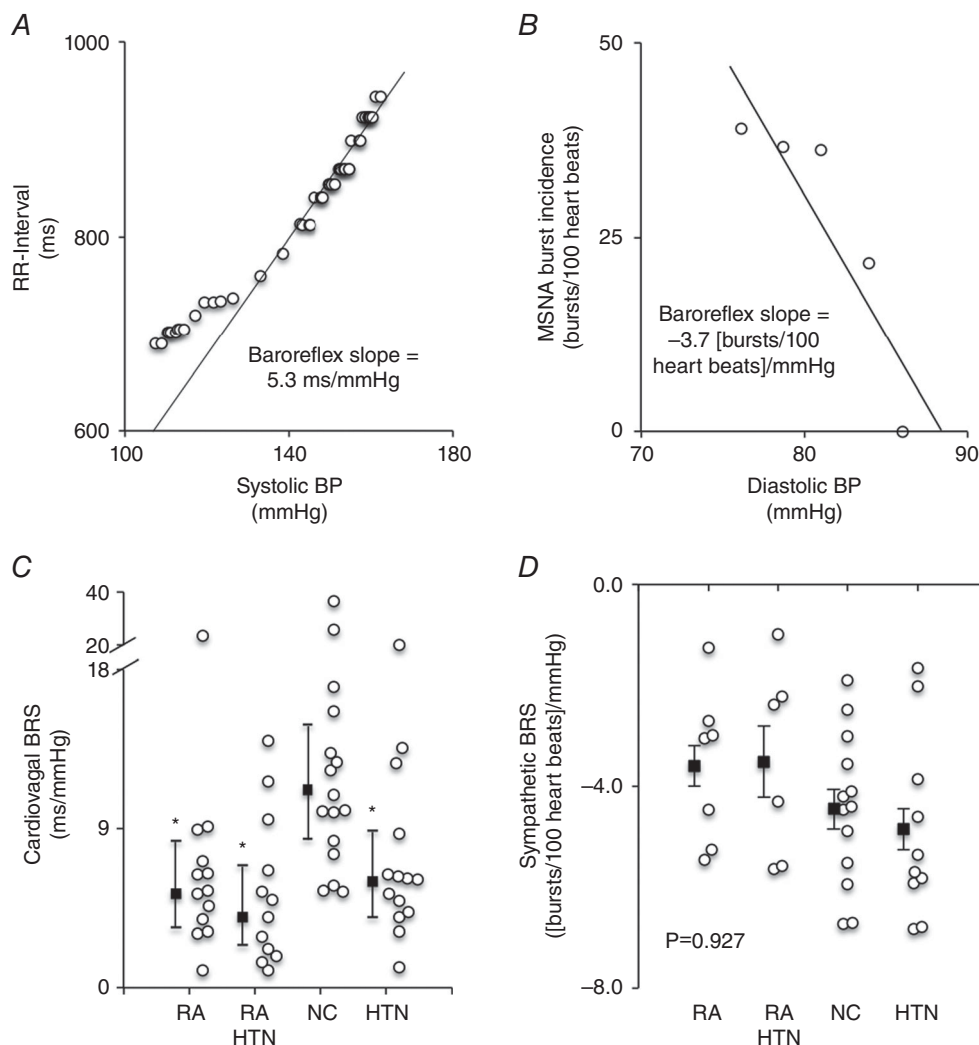 A
1000
800
600
RR-Interval
(ms)
Baroreflex slope =
5.3 ms/mmHg
100
140
180
Systolic BP
(mmHg)
B
50
25
0
MSNA burst incidence
(bursts/100 heart beats)
Baroreflex slope =
–3.7 [bursts/100
heart beats]/mmHg
70
80
90
Diastolic BP
(mmHg)
C
40
20
18
9
0
Cardiovagal BRS
(ms/mmHg)
*
*
*
RA
RA
HTN
NC
HTN
D
0.0
−4.0
−8.0
Sympathetic BRS
([bursts/100 heart beats]/mmHg)
P=0.927
RA
RA
HTN
NC
HTN